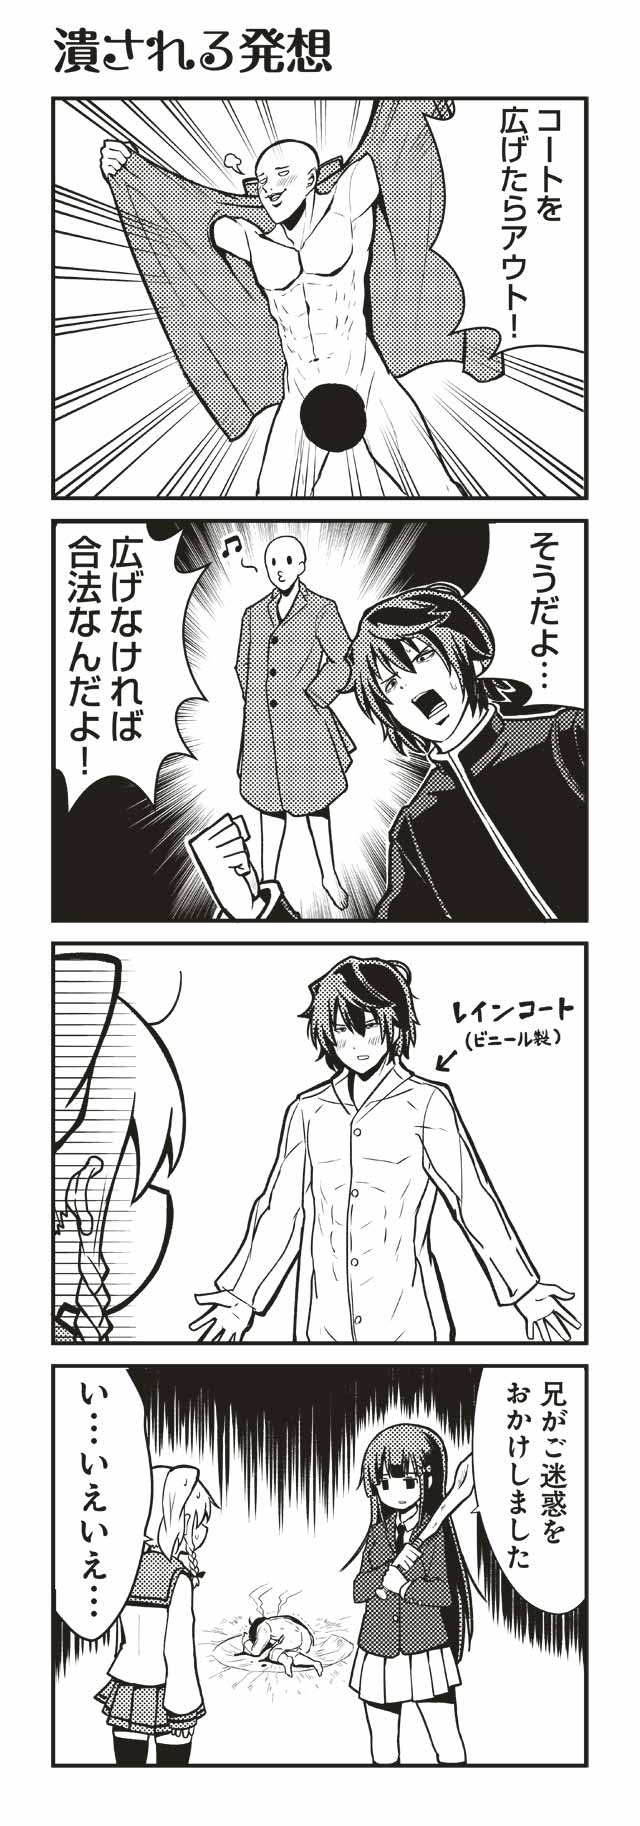 潰される発想
コートを
広げたらアウト！
そうだよ…
広げなければ
合法なんだよ！
レインコート
(ビニール製)
兄がご迷惑を
おかけしました
い…いえいえ…